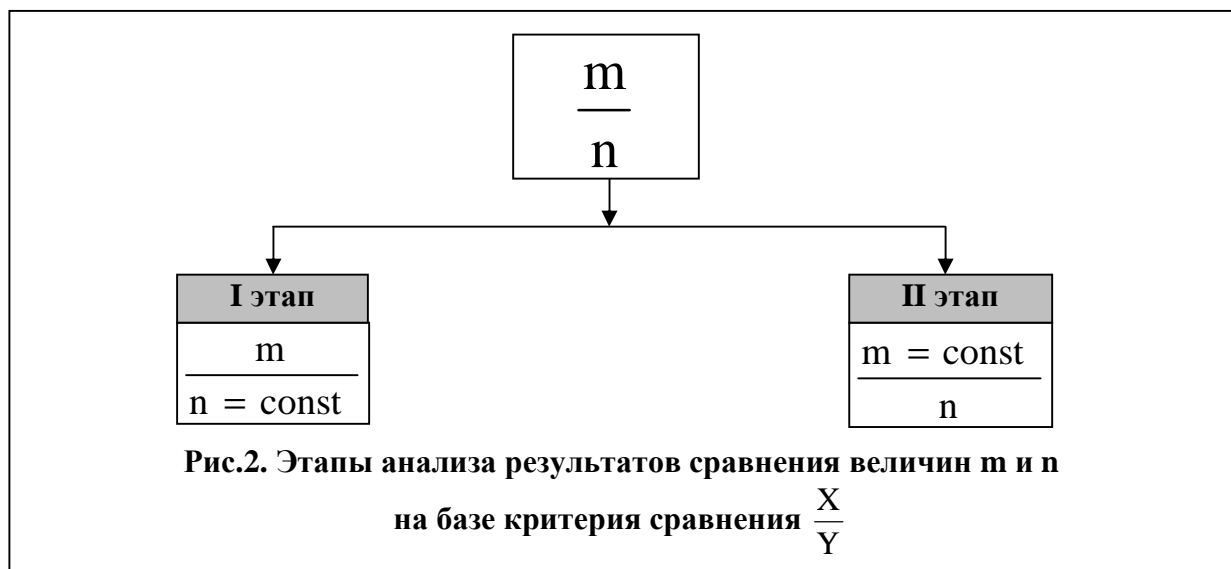 m
n
I этап
m
n = const
II этап
m = const
n
Рис.2. Этапы анализа результатов сравнения величин m и n
на базе критерия сравнения X
Y